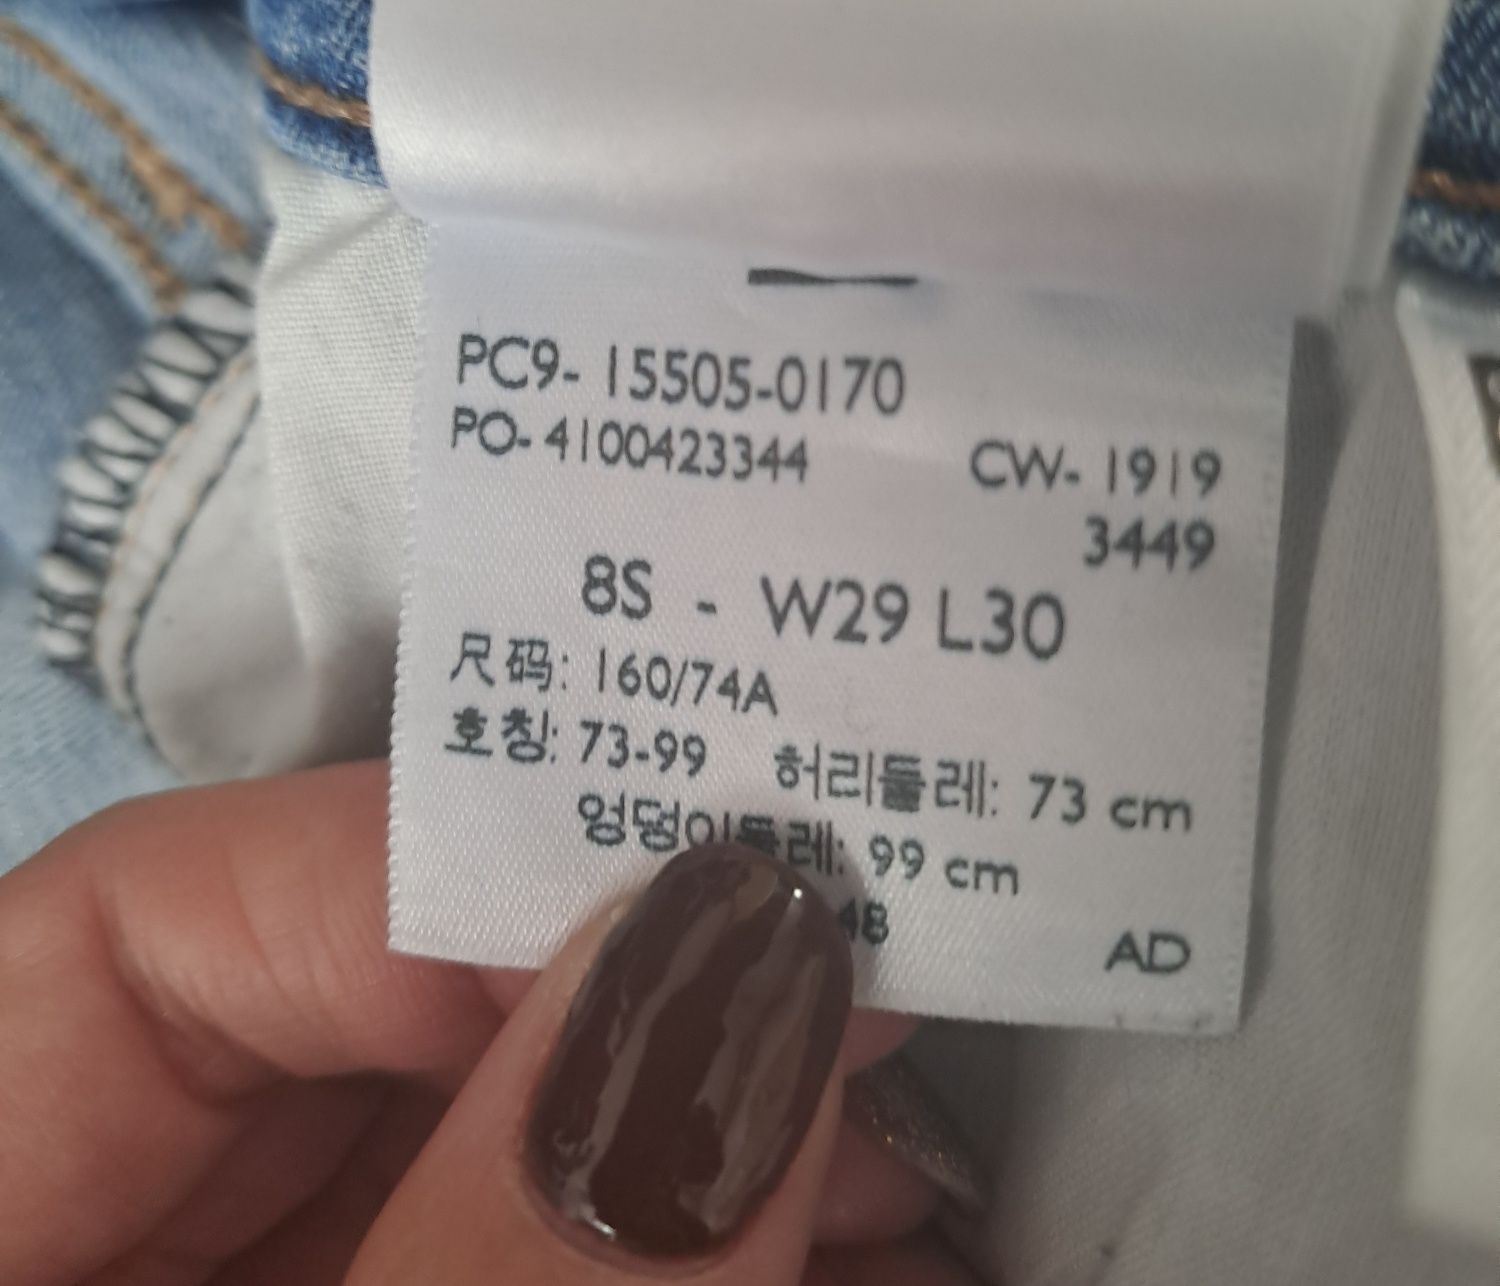 PC9- 15505-0170
PO- 4100423344 CW- 1919
3449
8S - W29 L30
尺码: 160/74A
호칭: 73-99 허리둘레: 73 cm
엉덩이둘레: 99 cm
AD